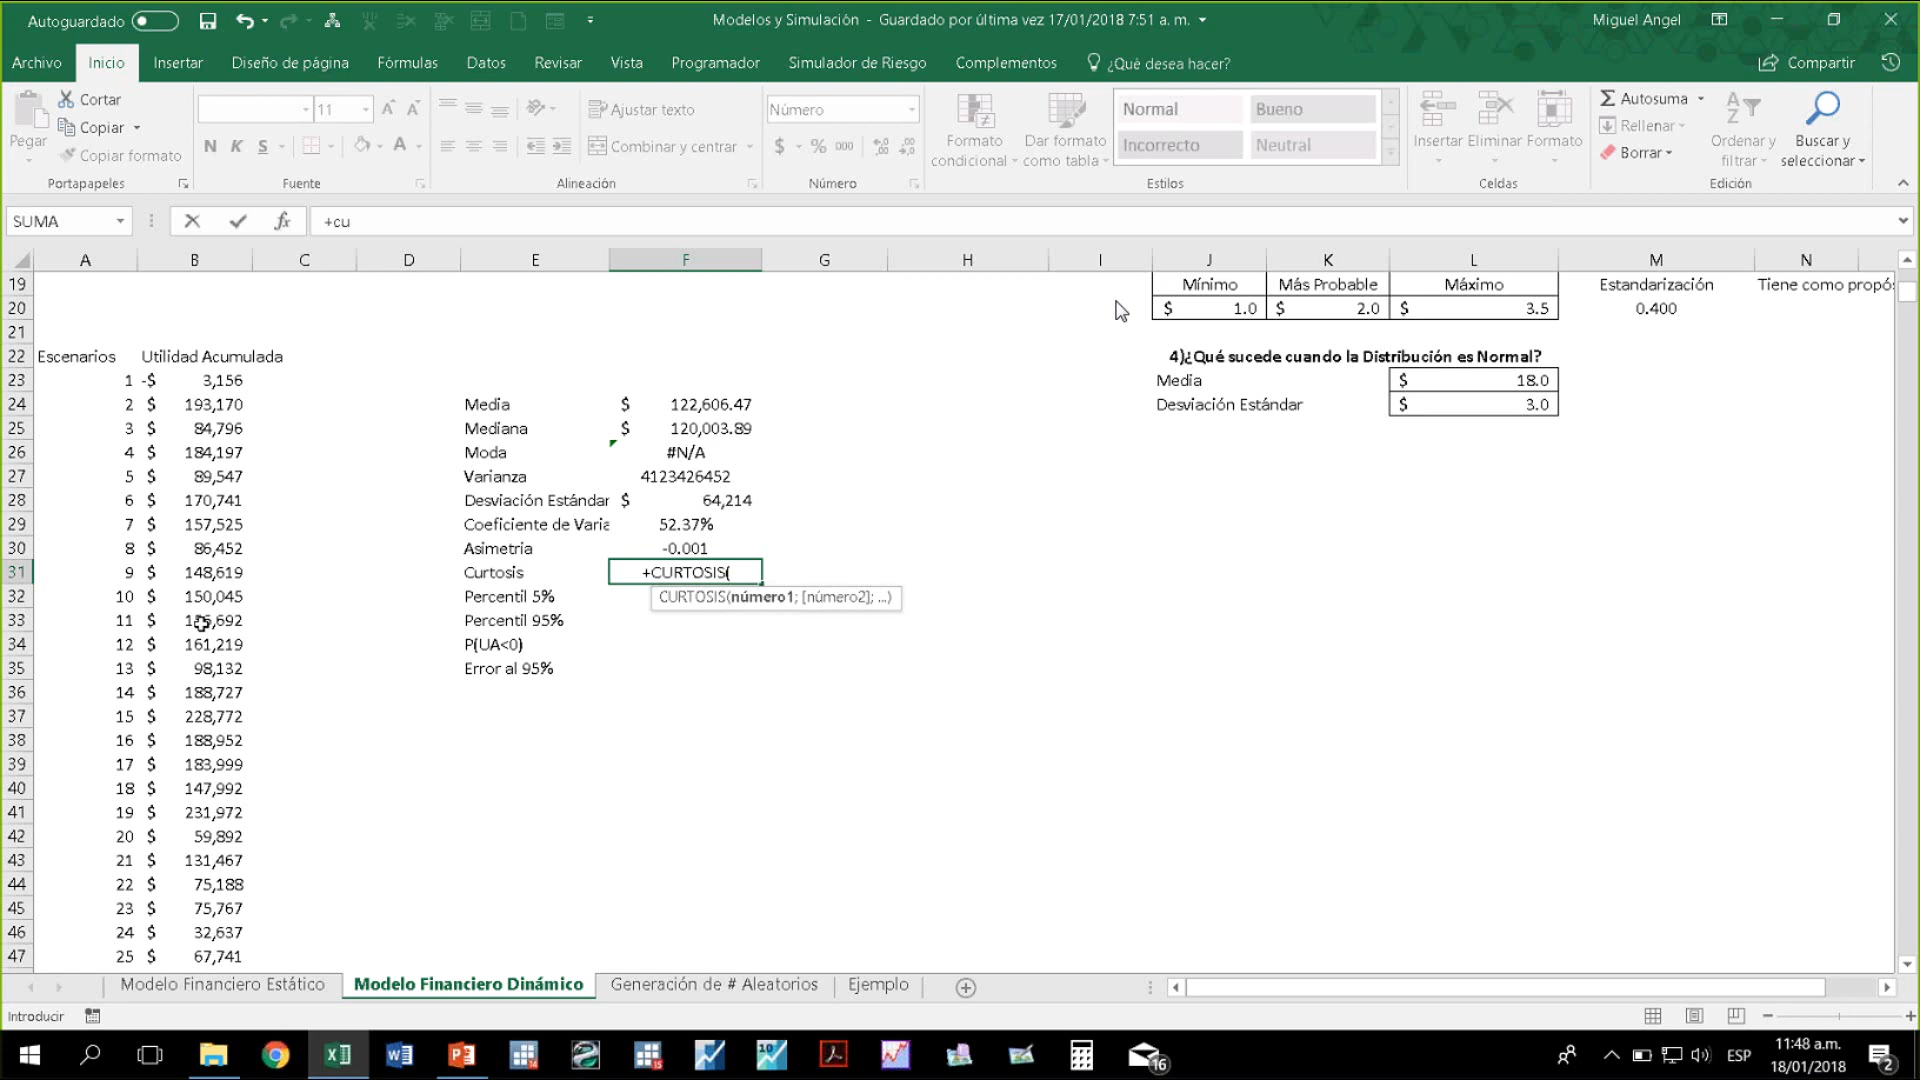 Autoguardado
Modelos y Simulación - Guardado por última vez 17/01/2018 7:51 a. m.
Miguel Angel
Archivo Inicio Insertar Diseño de página Fórmulas Datos Revisar Vista Programador Simulador de Riesgo Complementos ¿Qué desea hacer? Compartir
Pegar Cortar Copiar Copiar formato
11
N K S
Ajustar texto
Combinar y centrar
Número
$ % 000
Formato condicional Dar formato como tabla
Normal Bueno
Incorrecto Neutral
Insertar Eliminar Formato
Autosuma Rellenar Borrar
Ordenar y filtrar Buscar y seleccionar
Portapapeles Fuente Alineación Número Estilos Celdas Edición
SUMA fx +cu
A B C D E F G H I J K L M N
19 Mínimo Más Probable Máximo Estandarización Tiene como propós
20 $ 1.0 $ 2.0 $ 3.5 0.400
21
22 Escenarios Utilidad Acumulada 4)¿Qué sucede cuando la Distribución es Normal?
23 1 -$ 3,156 Media $ 18.0
24 2 $ 193,170 Media $ 122,606.47 Desviación Estándar $ 3.0
25 3 $ 84,796 Mediana $ 120,003.89
26 4 $ 184,197 Moda #N/A
27 5 $ 89,547 Varianza 4123426452
28 6 $ 170,741 Desviación Estándar $ 64,214
29 7 $ 157,525 Coeficiente de Varia 52.37%
30 8 $ 86,452 Asimetria -0.001
31 9 $ 148,619 Curtosis +CURTOSIS(
32 10 $ 150,045 Percentil 5% CURTOSIS(número1; [número2]; ...)
33 11 $ Percentil 95%
34 12 $ 161,219 P(UA<0)
35 13 $ 98,132 Error al 95%
36 14 $ 188,727
37 15 $ 228,772
38 16 $ 188,952
39 17 $ 183,999
40 18 $ 147,992
41 19 $ 231,972
42 20 $ 59,892
43 21 $ 131,467
44 22 $ 75,188
45 23 $ 75,767
46 24 $ 32,637
47 25 $ 67,741
Modelo Financiero Estático Modelo Financiero Dinámico Generación de # Aleatorios Ejemplo
Introducir
16 ESP 11:48 a.m. 2
18/01/2018